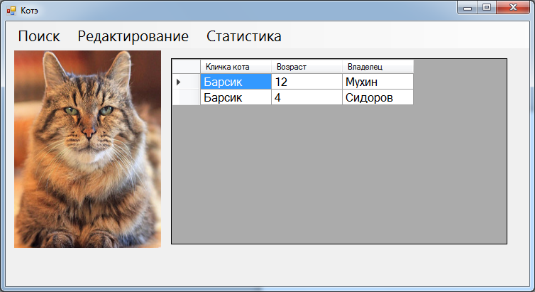 Котэ
Поиск Редактирование Статистика
Кличка кота Возраст Владелец
Барсик 12 Мухин
Барсик 4 Сидоров